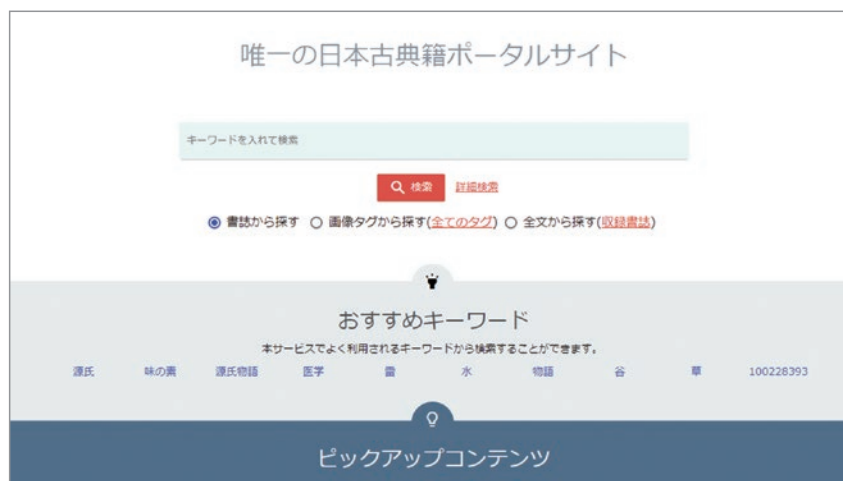 唯一の日本古典籍ポータルサイト
キーワードを入れて検索
検索 詳細検索
書誌から探す 画像タグから探す(全てのタグ) 全文から探す(収録書誌)
おすすめキーワード
本サービスでよく利用されるキーワードから検索することができます。
源氏 味の素 源氏物語 医学 雷 水 物語 谷 草 100228393
ピックアップコンテンツ